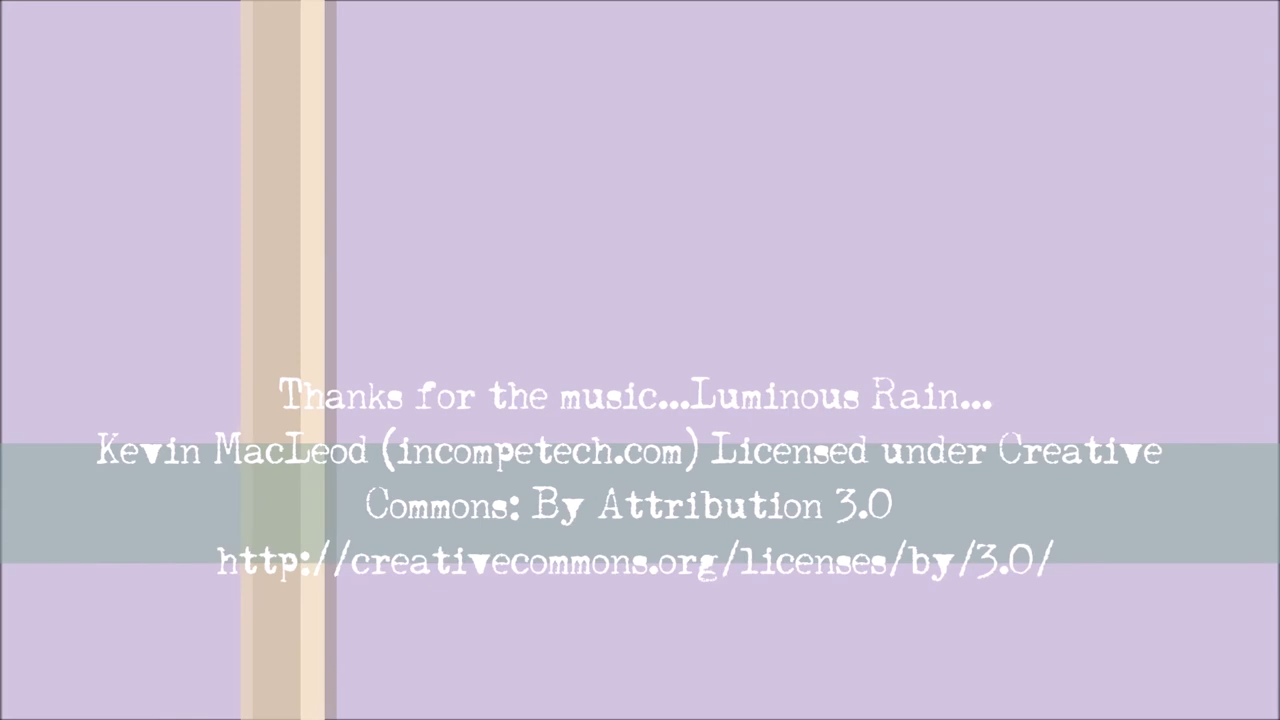 Thanks for the music...Luminous Rain...
Kevin MacLeod (incompetech.com) Licensed under Creative
Commons: By Attribution 3.0
http://creativecommons.org/licenses/by/3.0/